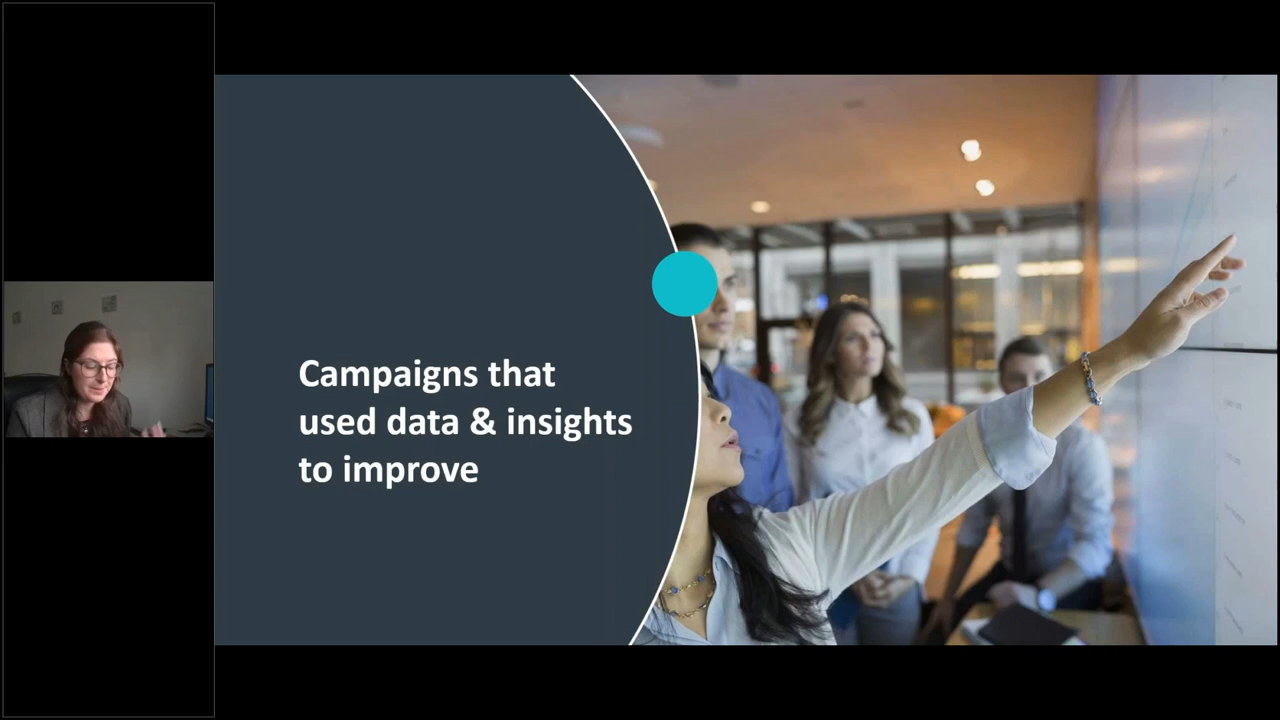 Campaigns that
used data & insights
to improve